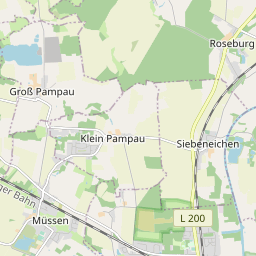 Roseburg
Groß Pampau
Klein Pampau
Siebeneichen
ger Bahn
Müssen
L 200